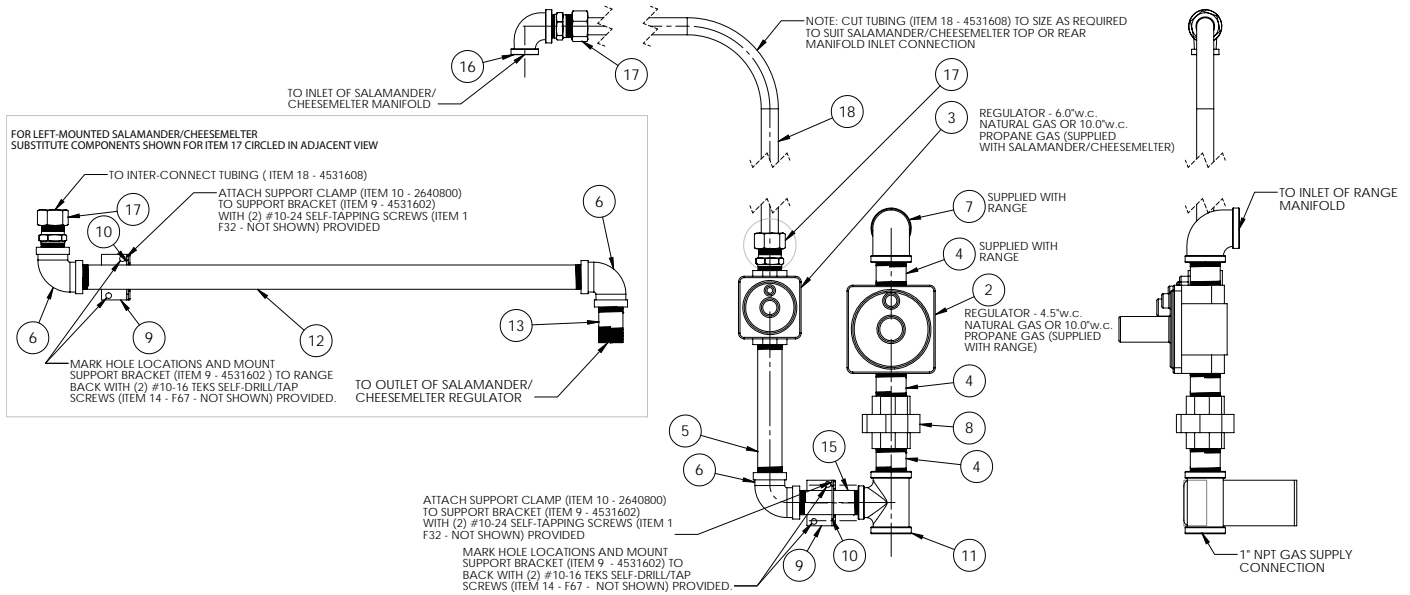 NOTE: CUT TUBING (ITEM 18 - 4531608) TO SIZE AS REQUIRED
TO SUIT SALAMANDER/CHEESEMELTER TOP OR REAR
MANIFOLD INLET CONNECTION
16
17
TO INLET OF SALAMANDER/
CHEESEMELTER MANIFOLD
17
18
3
REGULATOR - 6.0"w.c.
NATURAL GAS OR 10.0"w.c.
PROPANE GAS (SUPPLIED
WITH SALAMANDER/CHEESEMELTER)
FOR LEFT-MOUNTED SALAMANDER/CHEESEMELTER
SUBSTITUTE COMPONENTS SHOWN FOR ITEM 17 CIRCLED IN ADJACENT VIEW
TO INTER-CONNECT TUBING ( ITEM 18 - 4531608)
ATTACH SUPPORT CLAMP (ITEM 10 - 2640800)
TO SUPPORT BRACKET (ITEM 9 - 4531602)
WITH (2) #10-24 SELF-TAPPING SCREWS (ITEM 1
F32 - NOT SHOWN) PROVIDED
17
10
6
6
9
12
13
MARK HOLE LOCATIONS AND MOUNT
SUPPORT BRACKET (ITEM 9 - 4531602 ) TO RANGE
BACK WITH (2) #10-16 TEKS SELF-DRILL/TAP
SCREWS (ITEM 14 - F67 - NOT SHOWN) PROVIDED.
TO OUTLET OF SALAMANDER/
CHEESEMELTER REGULATOR
7
SUPPLIED WITH
RANGE
17
4
SUPPLIED WITH
RANGE
2
REGULATOR - 4.5"w.c.
NATURAL GAS OR 10.0"w.c.
PROPANE GAS (SUPPLIED
WITH RANGE)
TO INLET OF RANGE
MANIFOLD
4
8
5
15
4
6
ATTACH SUPPORT CLAMP (ITEM 10 - 2640800)
TO SUPPORT BRACKET (ITEM 9 - 4531602)
WITH (2) #10-24 SELF-TAPPING SCREWS (ITEM 1
F32 - NOT SHOWN) PROVIDED
MARK HOLE LOCATIONS AND MOUNT
SUPPORT BRACKET (ITEM 9 - 4531602) TO
BACK WITH (2) #10-16 TEKS SELF-DRILL/TAP
SCREWS (ITEM 14 - F67 - NOT SHOWN) PROVIDED.
9
10
11
1" NPT GAS SUPPLY
CONNECTION